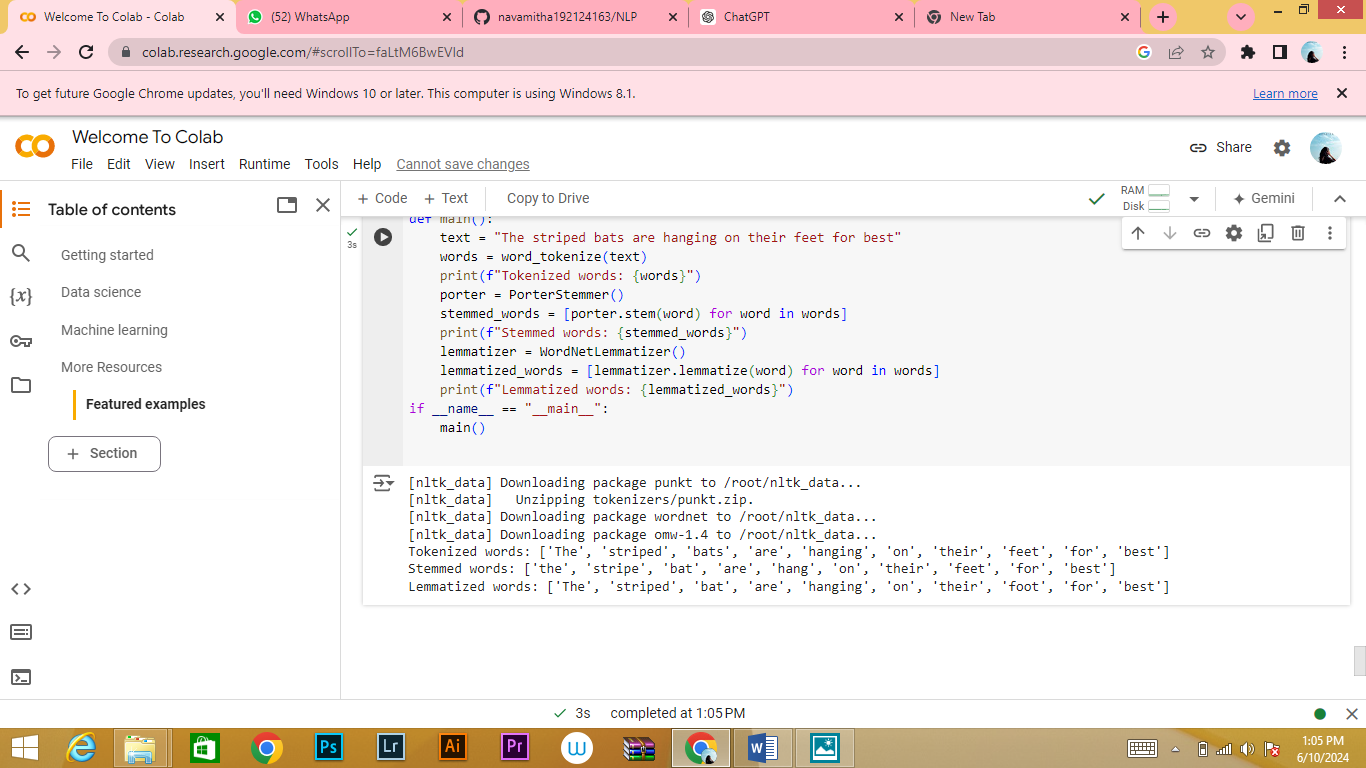 Welcome To Colab - Colab
(52) WhatsApp
navamitha192124163/NLP
ChatGPT
New Tab
colab.research.google.com/#scrollTo=faLtM6BwEVId
To get future Google Chrome updates, you'll need Windows 10 or later. This computer is using Windows 8.1.
Learn more
Welcome To Colab
File Edit View Insert Runtime Tools Help Cannot save changes
Share
Table of contents
+ Code + Text Copy to Drive
RAM
Disk
Gemini
Getting started
Data science
Machine learning
More Resources
Featured examples
+ Section
3s
def main():
    text = "The striped bats are hanging on their feet for best"
    words = word_tokenize(text)
    print(f"Tokenized words: {words}")
    porter = PorterStemmer()
    stemmed_words = [porter.stem(word) for word in words]
    print(f"Stemmed words: {stemmed_words}")
    lemmatizer = WordNetLemmatizer()
    lemmatized_words = [lemmatizer.lemmatize(word) for word in words]
    print(f"Lemmatized words: {lemmatized_words}")
if __name__ == "__main__":
    main()
[nltk_data] Downloading package punkt to /root/nltk_data...
[nltk_data]   Unzipping tokenizers/punkt.zip.
[nltk_data] Downloading package wordnet to /root/nltk_data...
[nltk_data] Downloading package omw-1.4 to /root/nltk_data...
Tokenized words: ['The', 'striped', 'bats', 'are', 'hanging', 'on', 'their', 'feet', 'for', 'best']
Stemmed words: ['the', 'stripe', 'bat', 'are', 'hang', 'on', 'their', 'feet', 'for', 'best']
Lemmatized words: ['The', 'striped', 'bat', 'are', 'hanging', 'on', 'their', 'foot', 'for', 'best']
3s completed at 1:05 PM
Ps
Lr
Ai
Pr
W
W
1:05 PM
6/10/2024